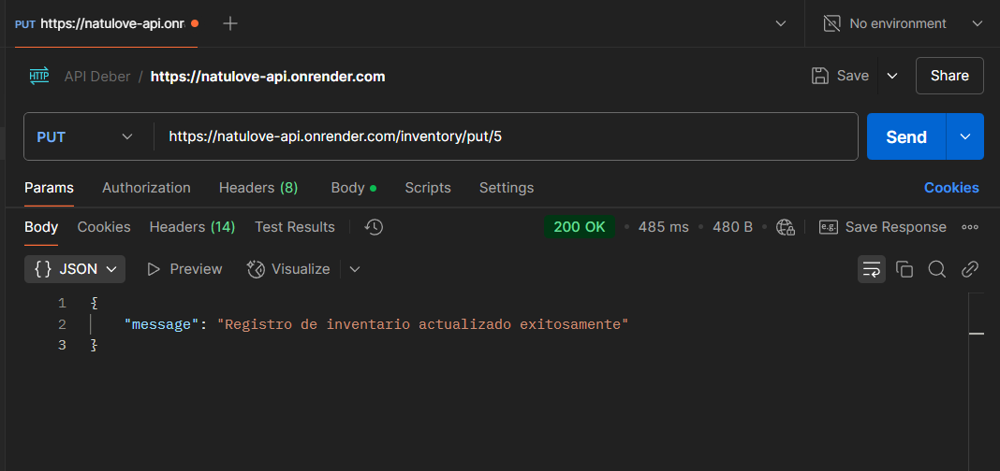 PUT https://natulove-api.onr
No environment
HTTP API Deber / https://natulove-api.onrender.com
Save
Share
PUT
https://natulove-api.onrender.com/inventory/put/5
Send
Params Authorization Headers (8) Body Scripts Settings
Cookies
Body Cookies Headers (14) Test Results
200 OK 485 ms 480 B
e.g. Save Response
{} JSON Preview Visualize
1 {
2 "message": "Registro de inventario actualizado exitosamente"
3 }